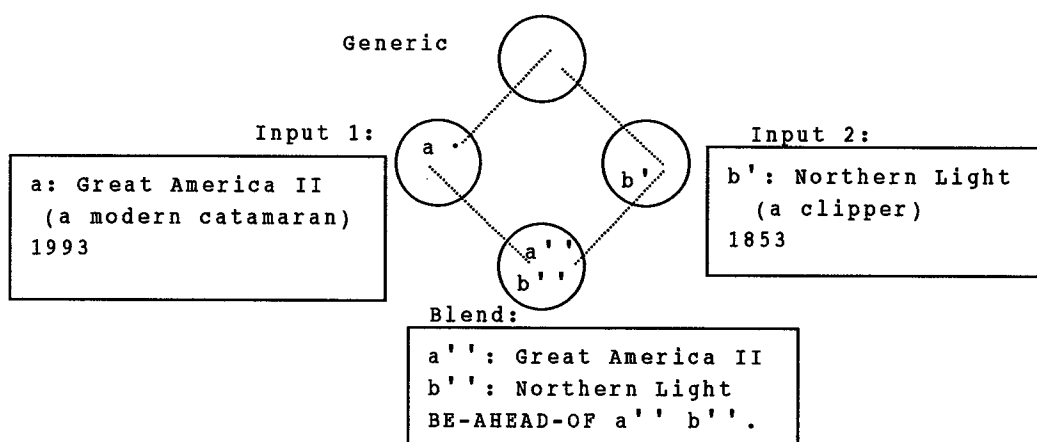 Generic
Input 1:
Input 2:
a
b'
a: Great America II
(a modern catamaran)
1993
b': Northern Light
(a clipper)
1853
a''
b''
Blend:
a'': Great America II
b'': Northern Light
BE-AHEAD-OF a'' b''.